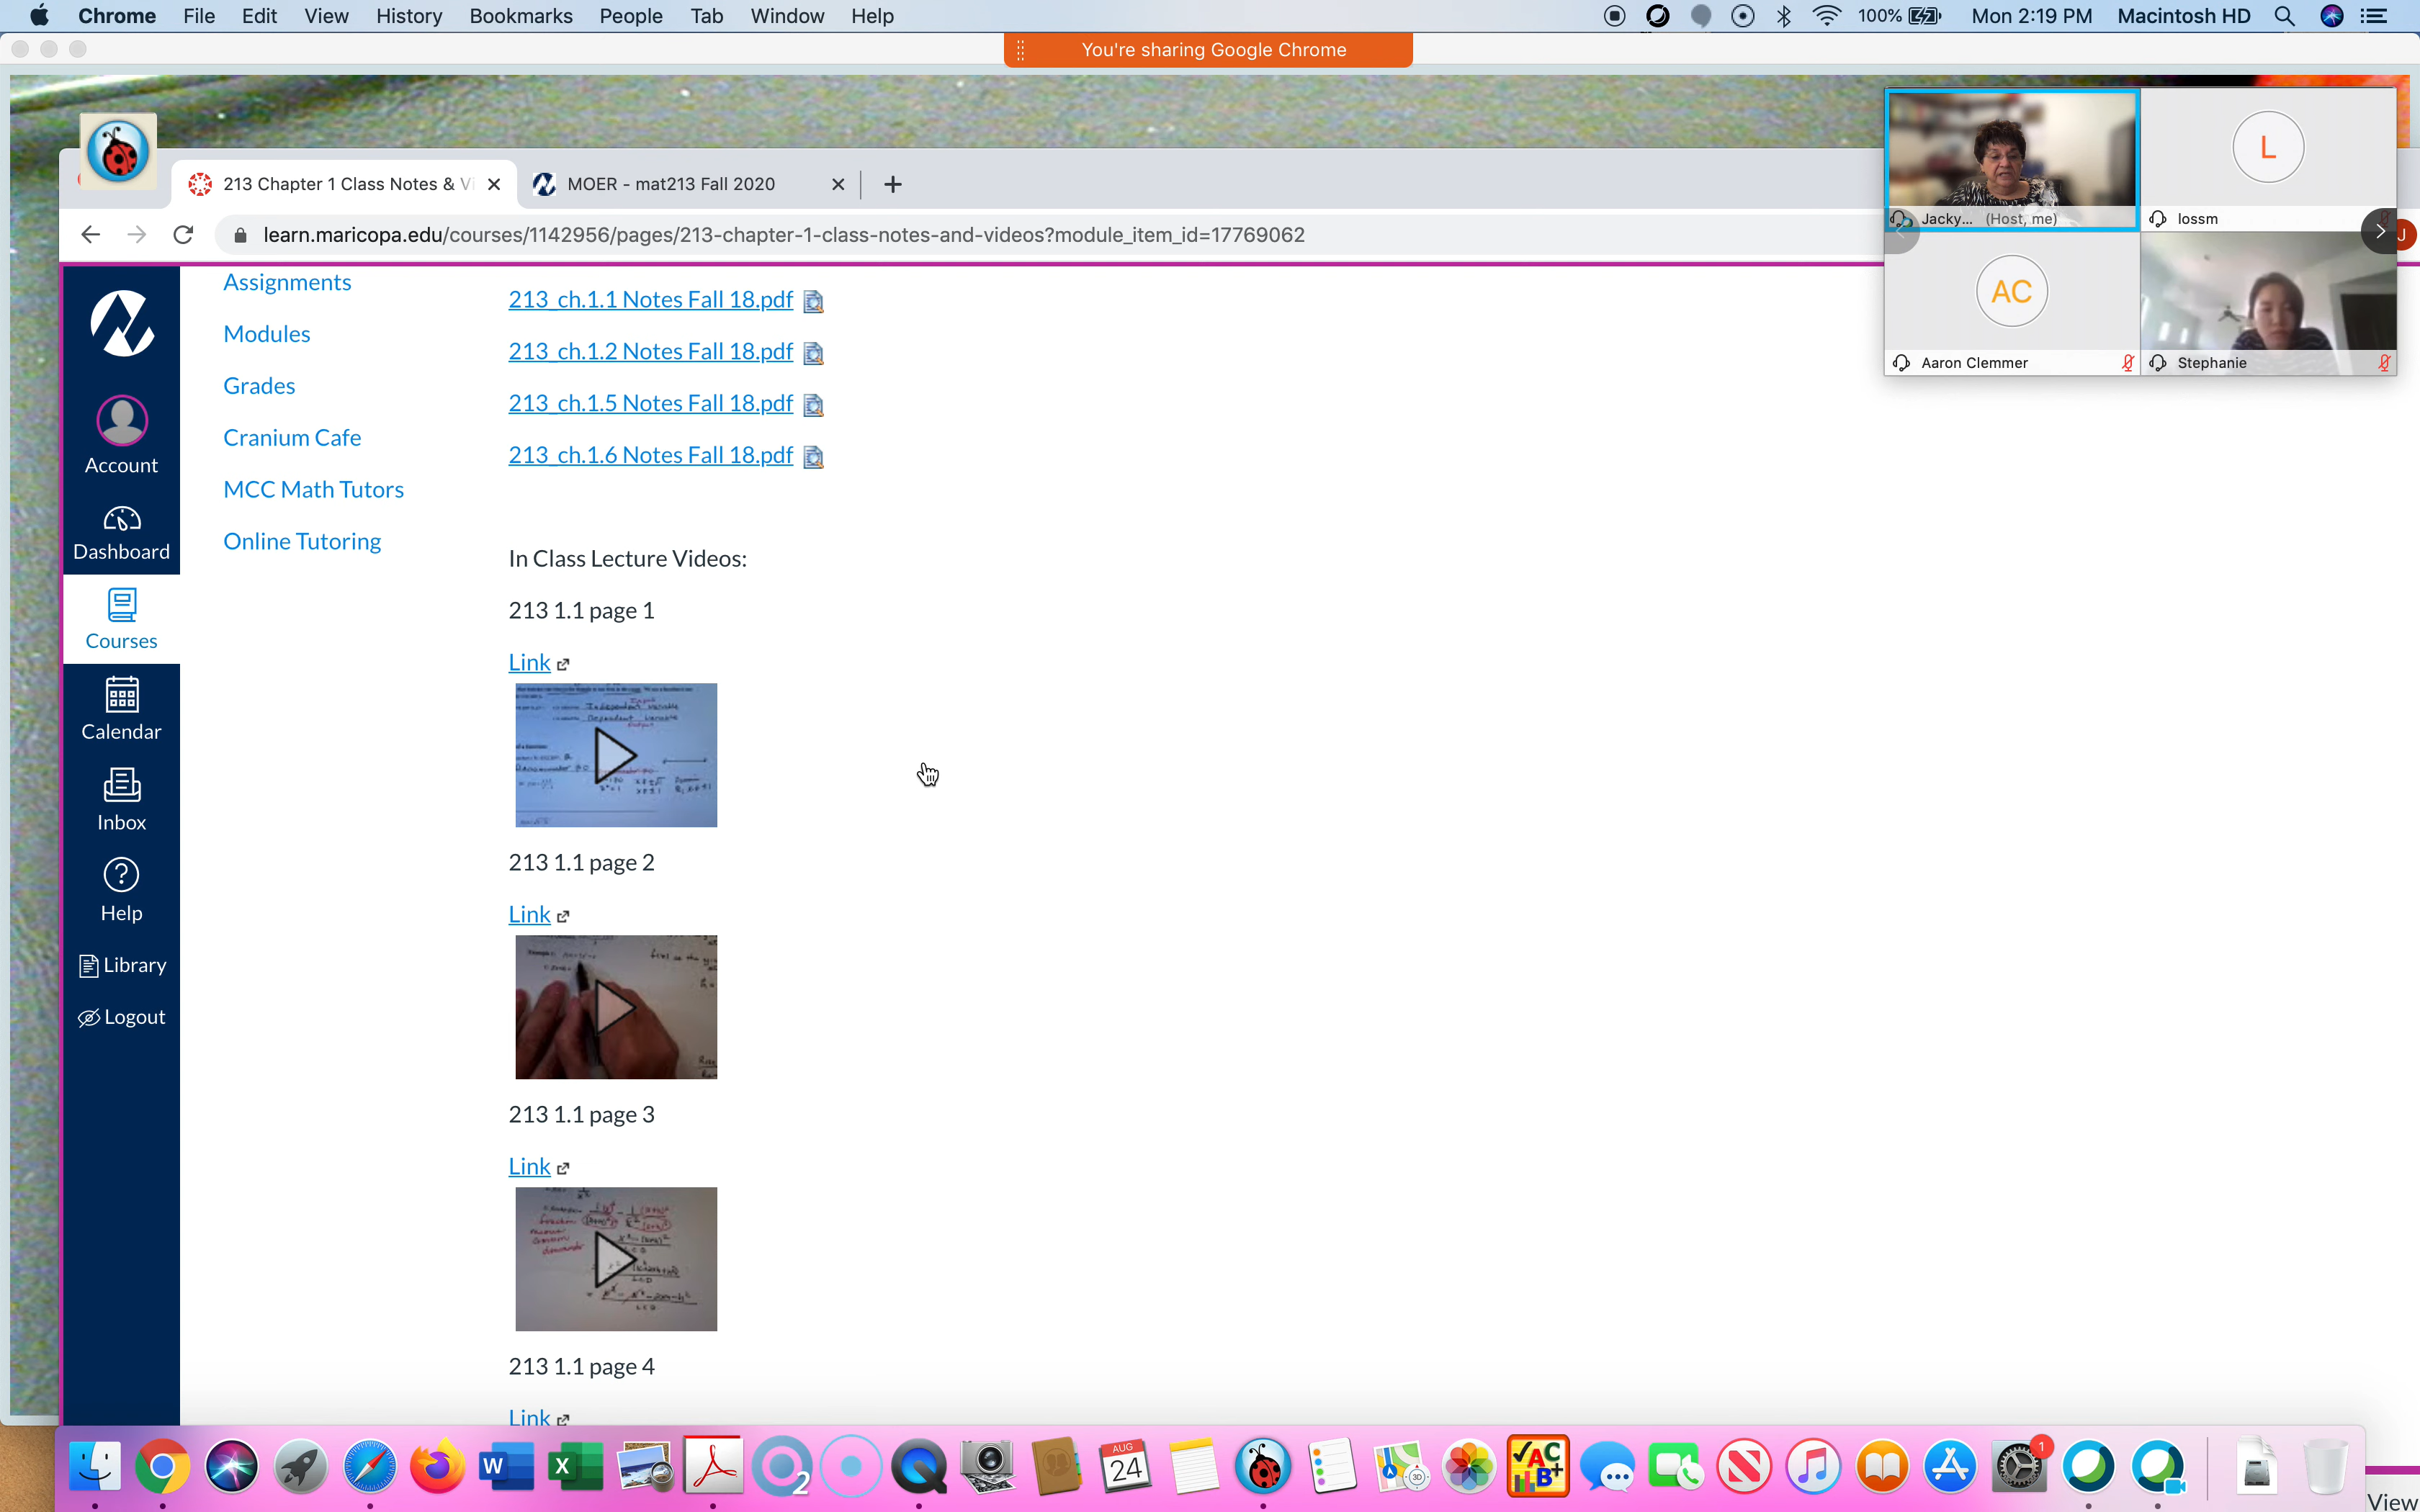 Chrome File Edit View History Bookmarks People Tab Window Help 100% Mon 2:19 PM Macintosh HD
You're sharing Google Chrome
213 Chapter 1 Class Notes & Vi
MOER - mat213 Fall 2020
learn.maricopa.edu/courses/1142956/pages/213-chapter-1-class-notes-and-videos?module_item_id=17769062
J
Jacky... (Host, me)
L
lossm
AC
Aaron Clemmer
Stephanie
Account
Dashboard
Courses
Calendar
Inbox
Help
Library
Logout
Assignments
Modules
Grades
Cranium Cafe
MCC Math Tutors
Online Tutoring
213_ch.1.1 Notes Fall 18.pdf
213_ch.1.2 Notes Fall 18.pdf
213_ch.1.5 Notes Fall 18.pdf
213_ch.1.6 Notes Fall 18.pdf
In Class Lecture Videos:
213 1.1 page 1
Link
Independent variable
Dependent variable
213 1.1 page 2
Link
213 1.1 page 3
Link
213 1.1 page 4
Link
W
X
2
AUG
24
3D
AC
B+
1
View